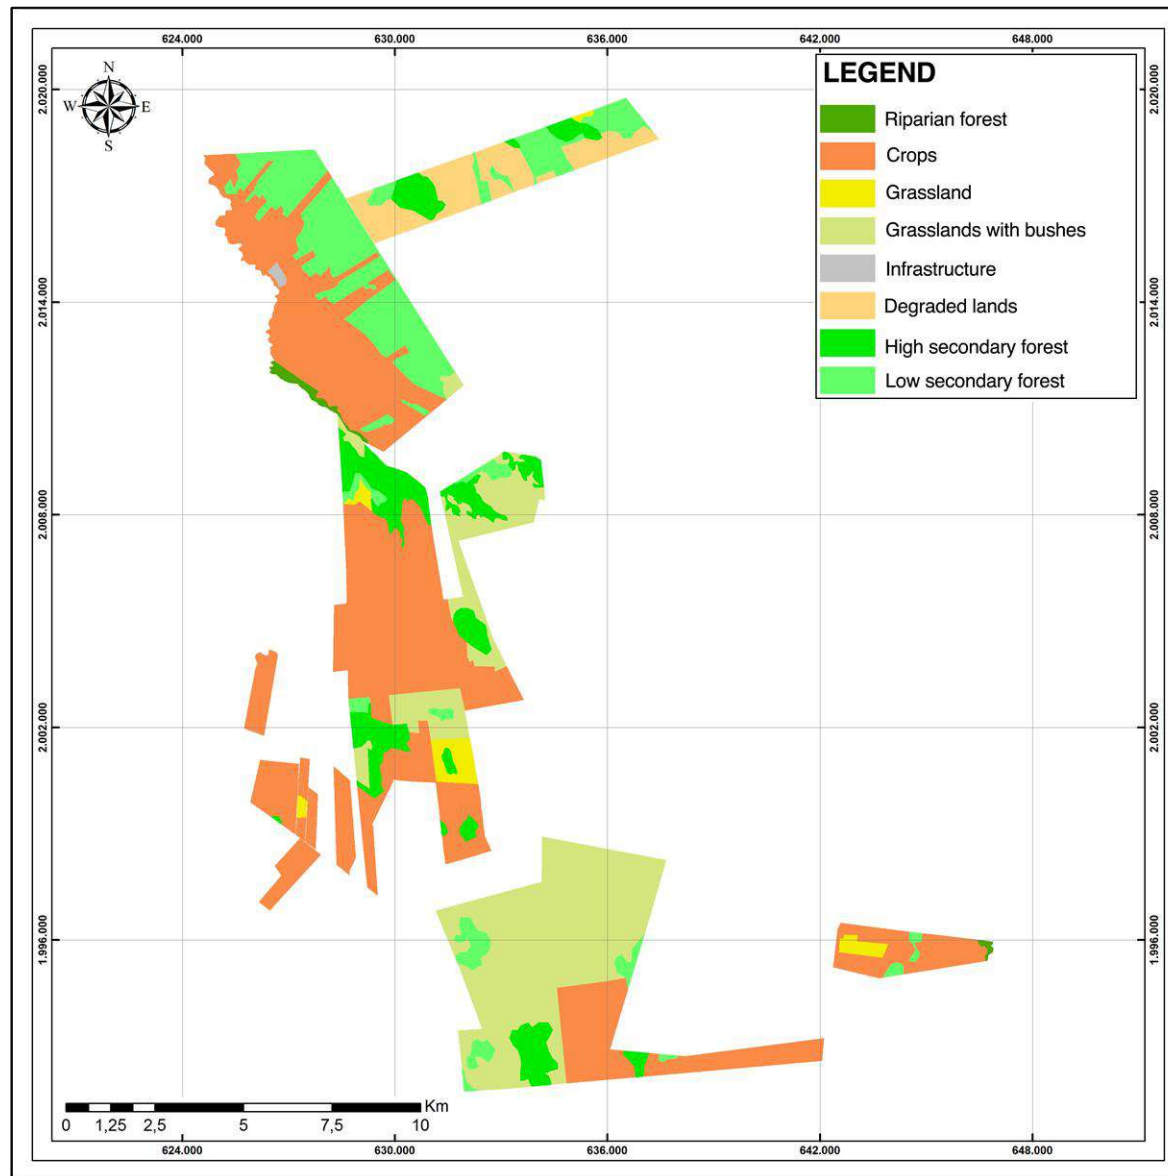 624.000 630.000 636.000 642.000 648.000
2.020.000 2.020.000
N
W E
S
LEGEND
Riparian forest
Crops
Grassland
Grasslands with bushes
Infrastructure
Degraded lands
High secondary forest
Low secondary forest
2.014.000 2.014.000
2.008.000 2.008.000
2.002.000 2.002.000
1.996.000 1.996.000
Km
0 1,25 2,5 5 7,5 10
624.000 630.000 636.000 642.000 648.000